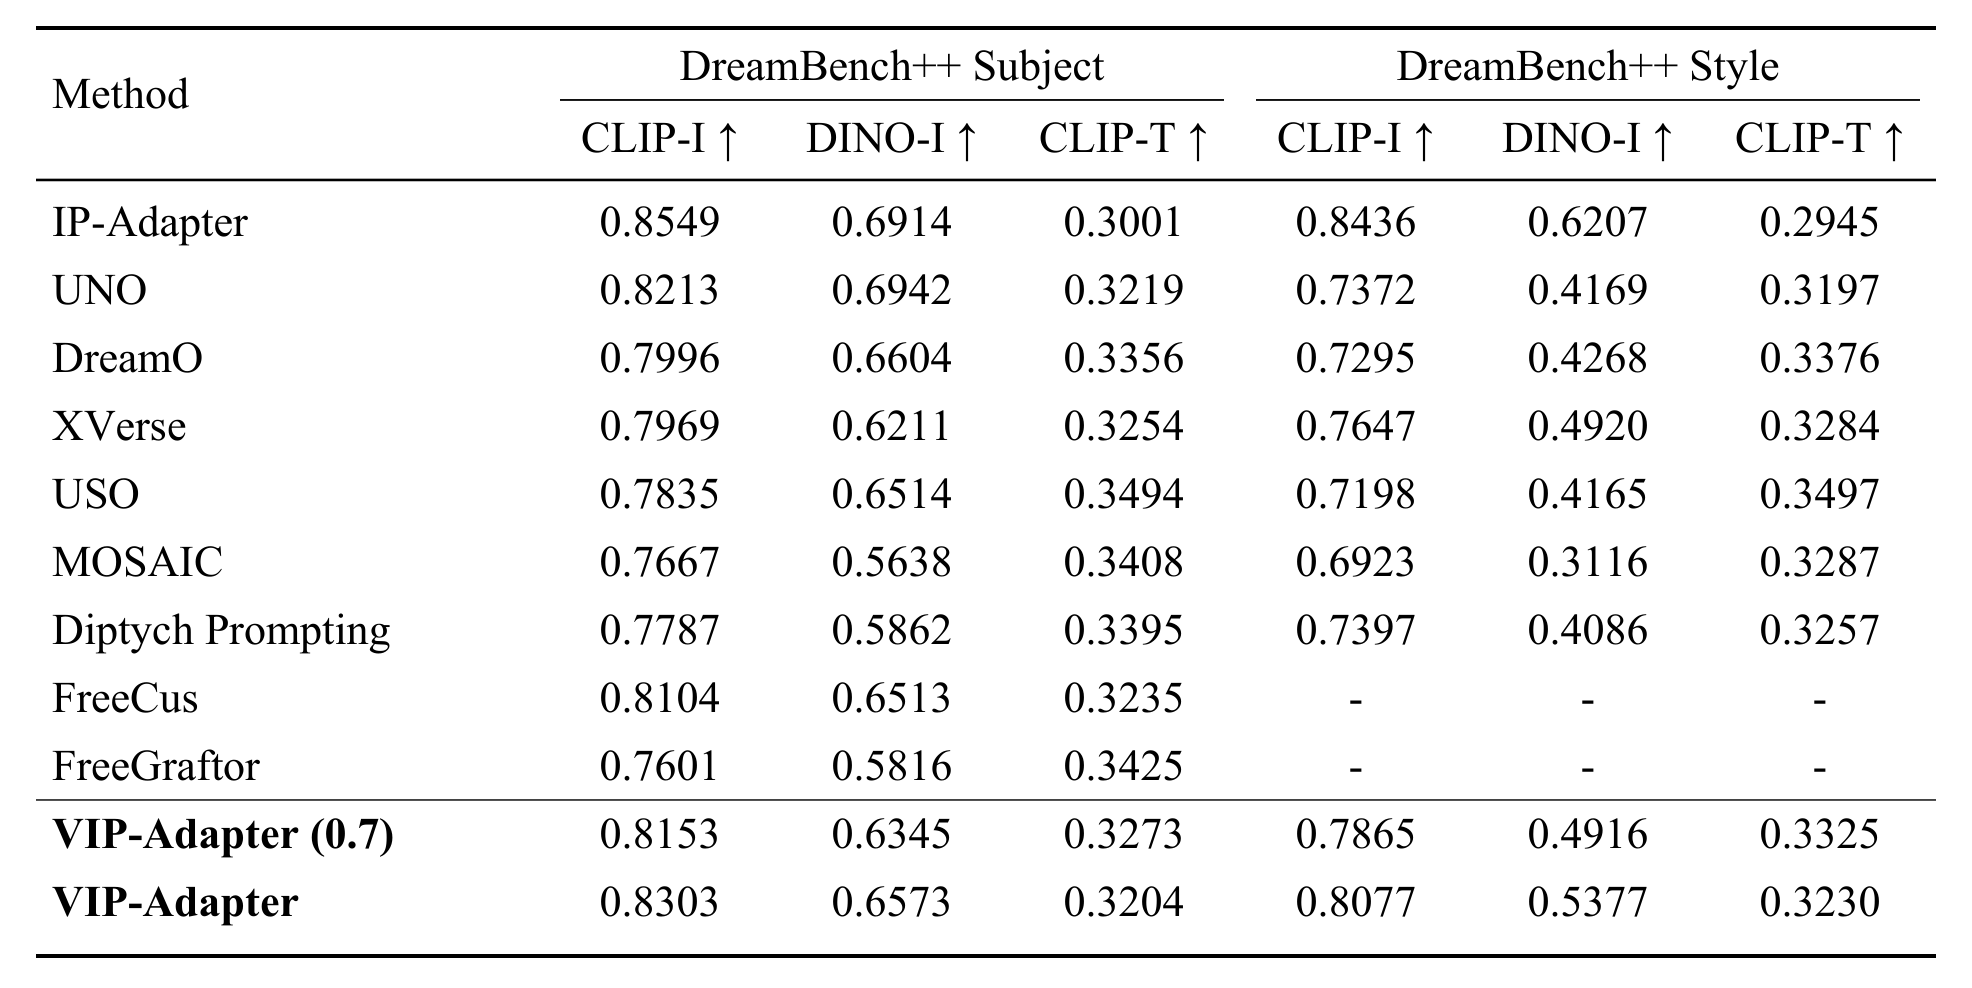 Method DreamBench++ Subject DreamBench++ Style
CLIP-I ↑ DINO-I ↑ CLIP-T ↑ CLIP-I ↑ DINO-I ↑ CLIP-T ↑
IP-Adapter 0.8549 0.6914 0.3001 0.8436 0.6207 0.2945
UNO 0.8213 0.6942 0.3219 0.7372 0.4169 0.3197
DreamO 0.7996 0.6604 0.3356 0.7295 0.4268 0.3376
XVerse 0.7969 0.6211 0.3254 0.7647 0.4920 0.3284
USO 0.7835 0.6514 0.3494 0.7198 0.4165 0.3497
MOSAIC 0.7667 0.5638 0.3408 0.6923 0.3116 0.3287
Diptych Prompting 0.7787 0.5862 0.3395 0.7397 0.4086 0.3257
FreeCus 0.8104 0.6513 0.3235 - - -
FreeGraftor 0.7601 0.5816 0.3425 - - -
VIP-Adapter (0.7) 0.8153 0.6345 0.3273 0.7865 0.4916 0.3325
VIP-Adapter 0.8303 0.6573 0.3204 0.8077 0.5377 0.3230